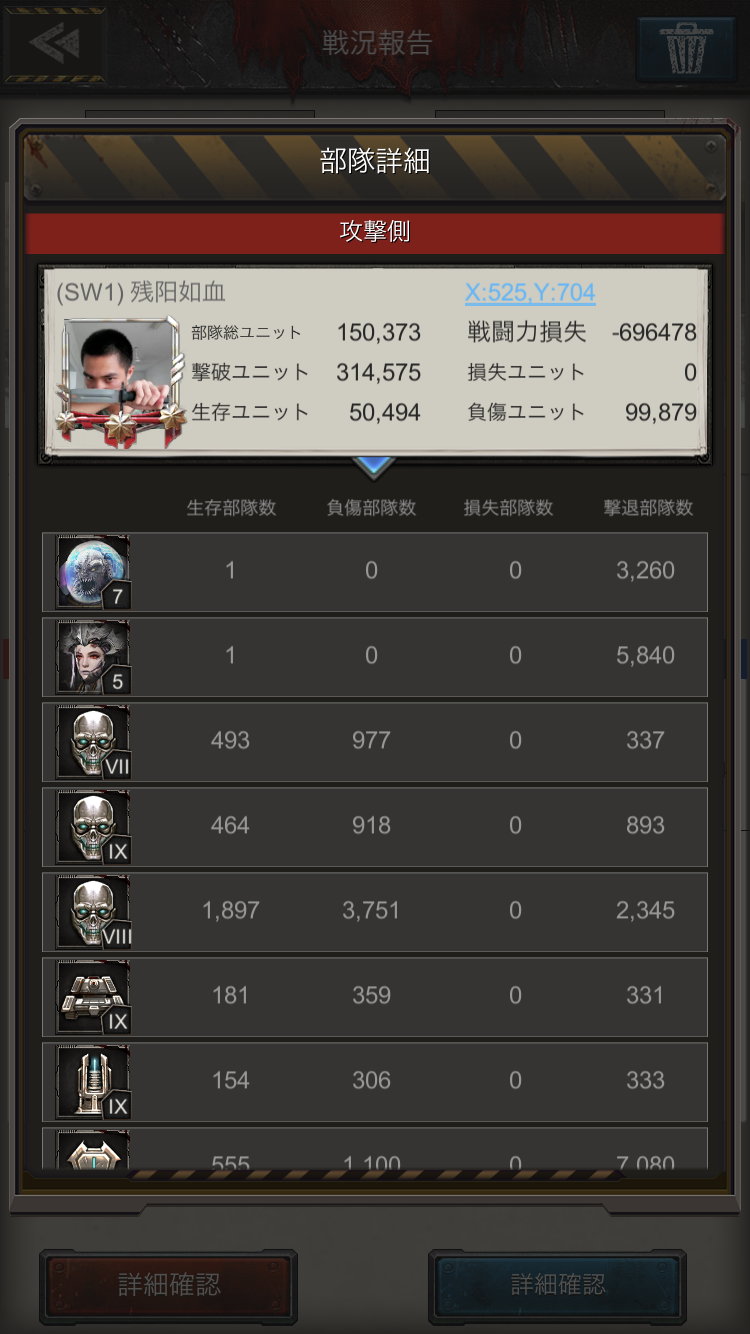 戦況報告
部隊詳細
攻撃側
(SW1) 残阳如血 X:525,Y:704
部隊総ユニット 150,373 戦闘力損失 -696478
撃破ユニット 314,575 損失ユニット 0
生存ユニット 50,494 負傷ユニット 99,879
生存部隊数 負傷部隊数 損失部隊数 撃退部隊数
7 1 0 0 3,260
5 1 0 0 5,840
VII 493 977 0 337
IX 464 918 0 893
VIII 1,897 3,751 0 2,345
IX 181 359 0 331
IX 154 306 0 333
555 1,100 0 7,080
詳細確認 詳細確認